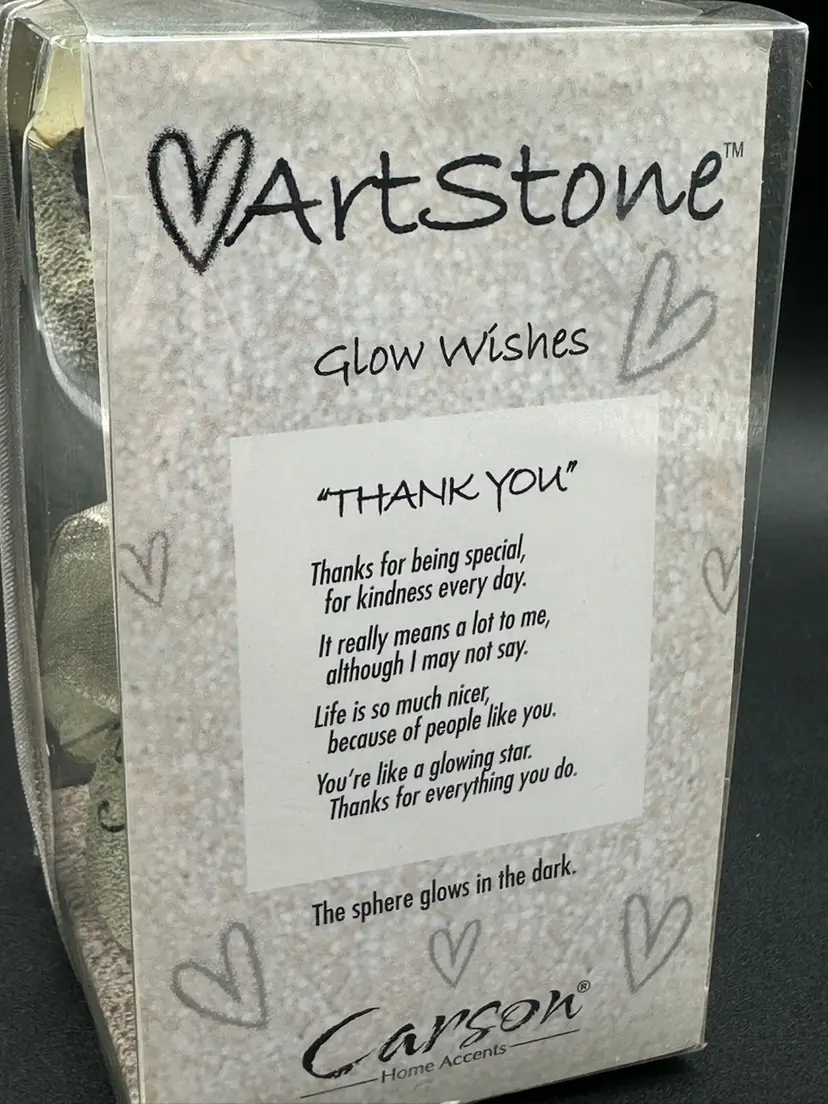 ArtStone™
Glow Wishes
"THANK YOU"
Thanks for being special,
for kindness every day.
It really means a lot to me,
although I may not say.
Life is so much nicer,
because of people like you.
You're like a glowing star.
Thanks for everything you do.
The sphere glows in the dark.
Carson®
Home Accents